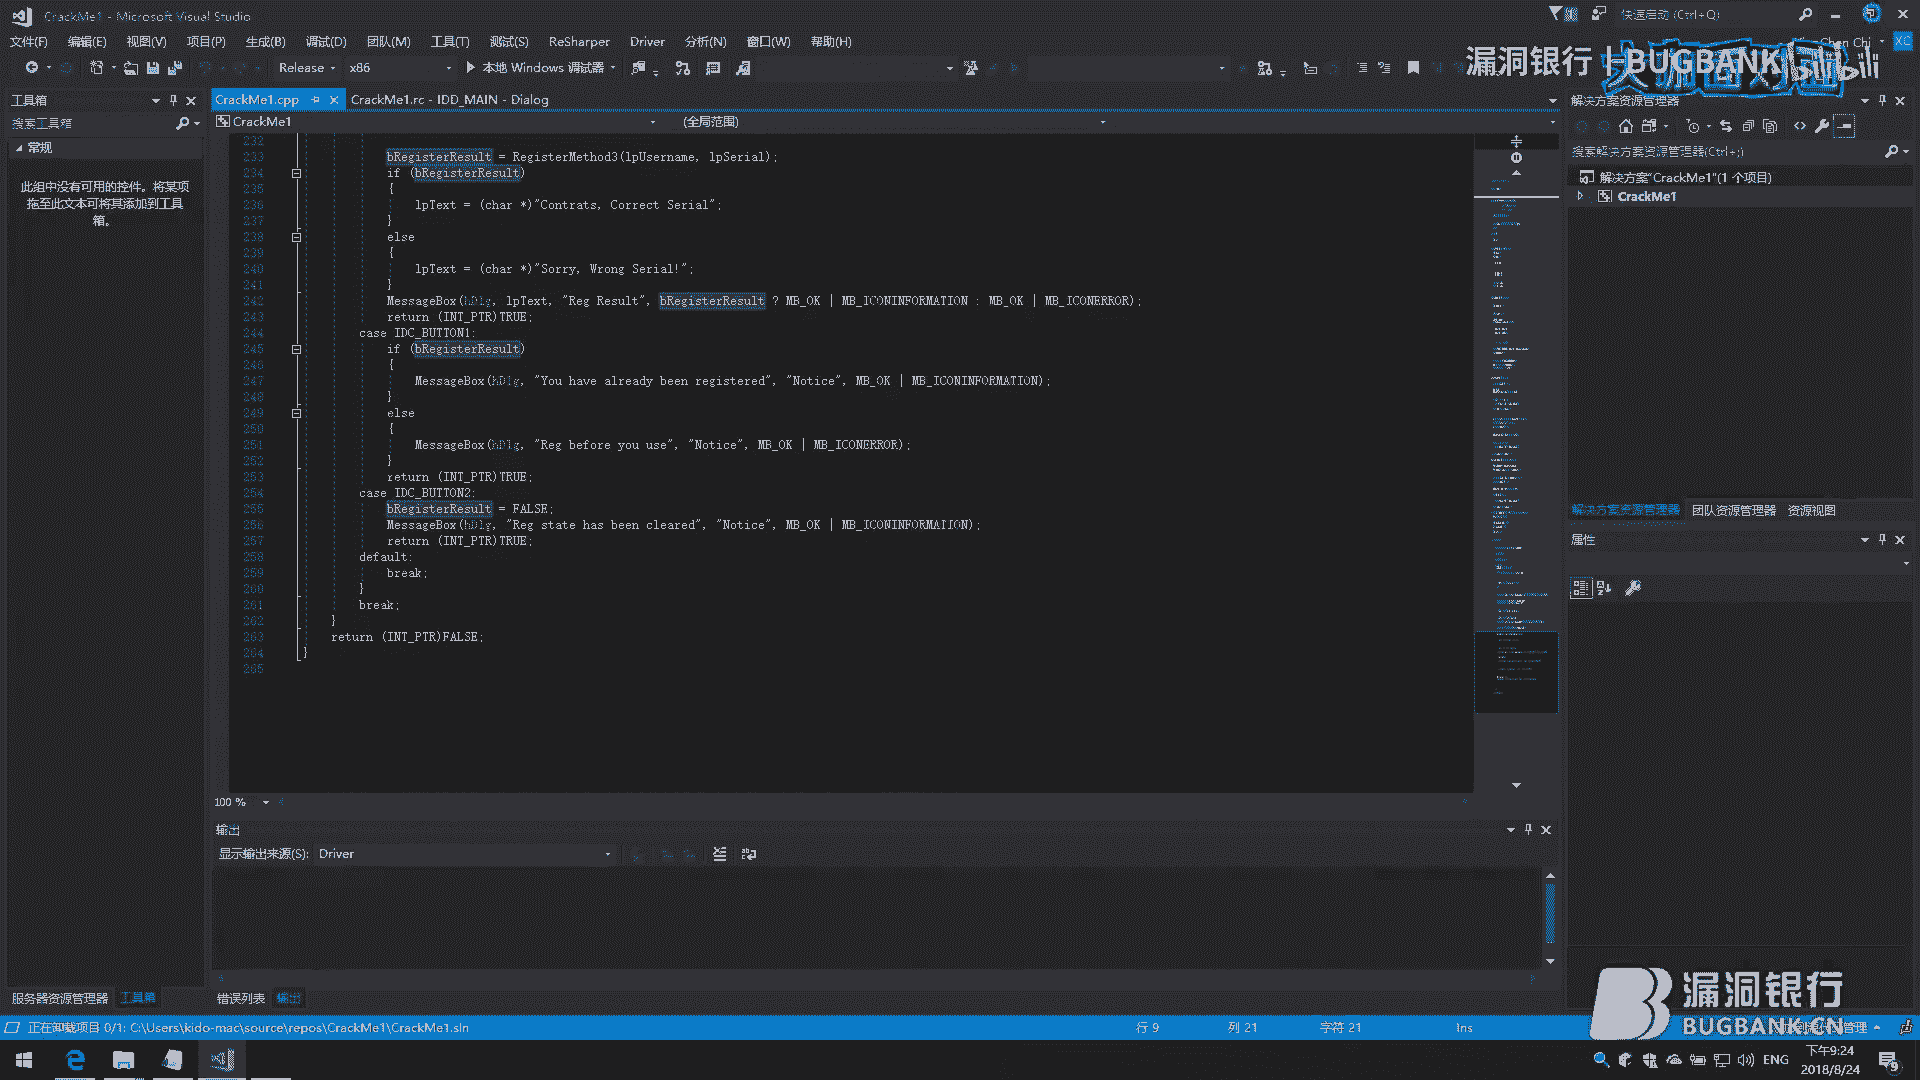 CrackMe1 - Microsoft Visual Studio
快速启动 (Ctrl+Q)
文件(F) 编辑(E) 视图(V) 项目(P) 生成(B) 调试(D) 团队(M) 工具(T) 测试(S) ReSharper Driver 分析(N) 窗口(W) 帮助(H)
Chen Chi
XC
漏洞银行 | BUGBANK
bilibili
Release x86 本地 Windows 调试器
工具箱
搜索工具箱
常规
此组中没有可用的控件。将某项
拖至此文本可将其添加到工具
箱。
CrackMe1.cpp CrackMe1.rc - IDD_MAIN - Dialog
CrackMe1 (全局范围)
232
233 bRegisterResult = RegisterMethod3(lpUsername, lpSerial);
234 if (bRegisterResult)
235 {
236 lpText = (char *)"Contrats, Correct Serial";
237 }
238 else
239 {
240 lpText = (char *)"Sorry, Wrong Serial!";
241 }
242 MessageBox(hDlg, lpText, "Reg Result", bRegisterResult ? MB_OK | MB_ICONINFORMATION : MB_OK | MB_ICONERROR);
243 return (INT_PTR)TRUE;
244 case IDC_BUTTON1:
245 if (bRegisterResult)
246 {
247 MessageBox(hDlg, "You have already been registered", "Notice", MB_OK | MB_ICONINFORMATION);
248 }
249 else
250 {
251 MessageBox(hDlg, "Reg before you use", "Notice", MB_OK | MB_ICONERROR);
252 }
253 return (INT_PTR)TRUE;
254 case IDC_BUTTON2:
255 bRegisterResult = FALSE;
256 MessageBox(hDlg, "Reg state has been cleared", "Notice", MB_OK | MB_ICONINFORMATION);
257 return (INT_PTR)TRUE;
258 default:
259 break;
260 }
261 break;
262 }
263 return (INT_PTR)FALSE;
264 }
265
100 %
解决方案资源管理器
搜索解决方案资源管理器(Ctrl+;)
解决方案"CrackMe1"(1 个项目)
CrackMe1
解决方案资源管理器 团队资源管理器 资源视图
属性
输出
显示输出来源(S): Driver
服务器资源管理器 工具箱
错误列表 输出
漏洞银行
BUGBANK.CN
正在卸载项目 0/1: C:\Users\kido-mac\source\repos\CrackMe1\CrackMe1.sln
行 9 列 21 字符 21 Ins
ENG
下午9:24
2018/8/24
9